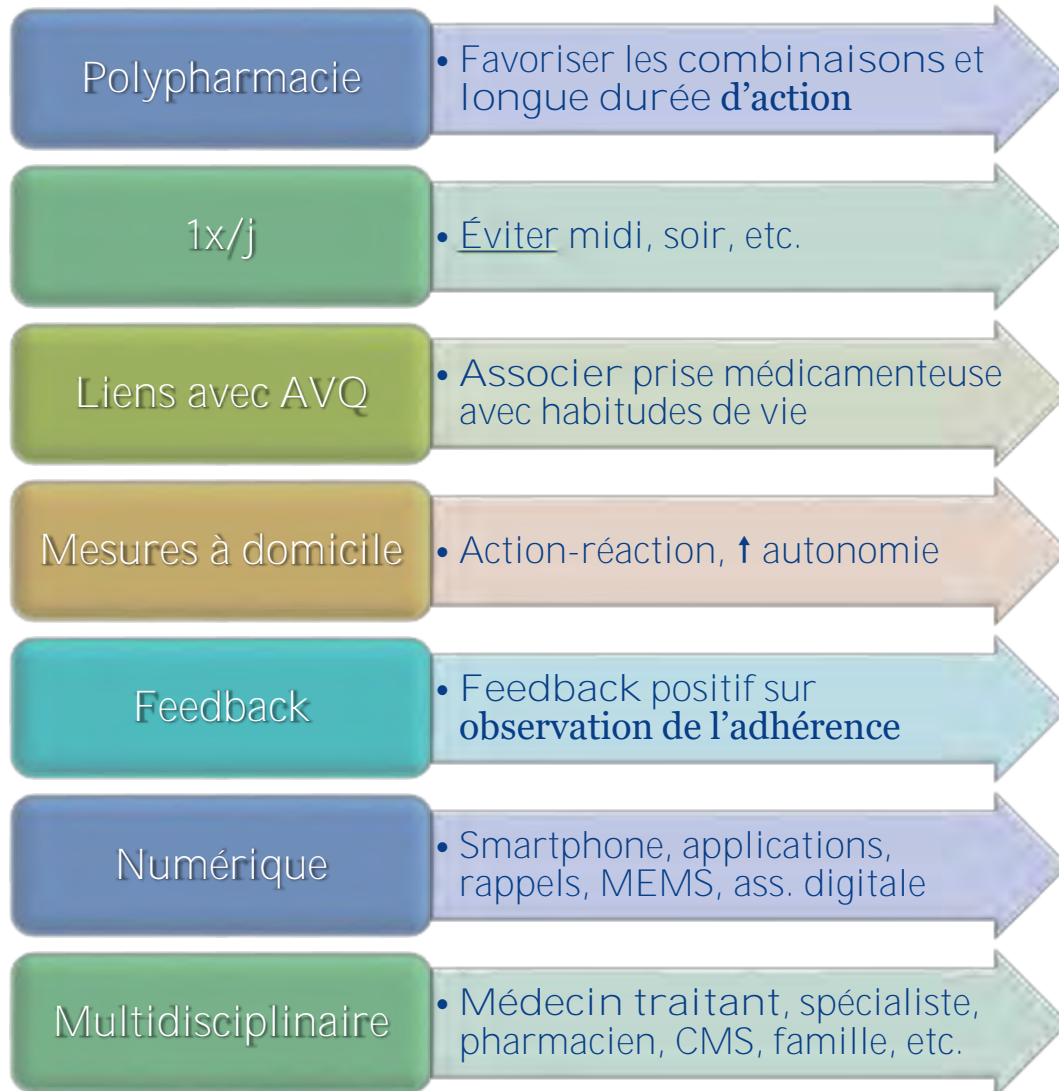 Polypharmacie
• Favoriser les combinaisons et
longue durée d’action
1x/j
• Éviter midi, soir, etc.
Liens avec AVQ
• Associer prise médicamenteuse
avec habitudes de vie
Mesures à domicile
• Action-réaction, ↑ autonomie
Feedback
• Feedback positif sur
observation de l’adhérence
Numérique
• Smartphone, applications,
rappels, MEMS, ass. digitale
Multidisciplinaire
• Médecin traitant, spécialiste,
pharmacien, CMS, famille, etc.